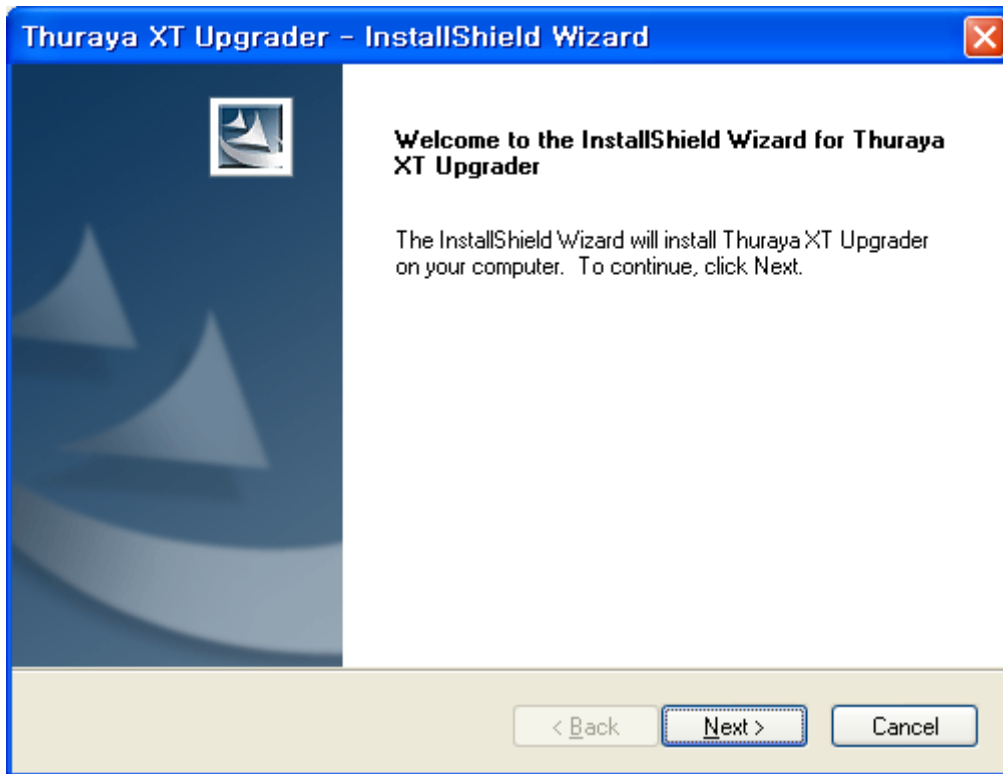 Thuraya XT Upgrader - InstallShield Wizard
Welcome to the InstallShield Wizard for Thuraya
XT Upgrader
The InstallShield Wizard will install Thuraya XT Upgrader
on your computer.  To continue, click Next.
< Back
Next >
Cancel